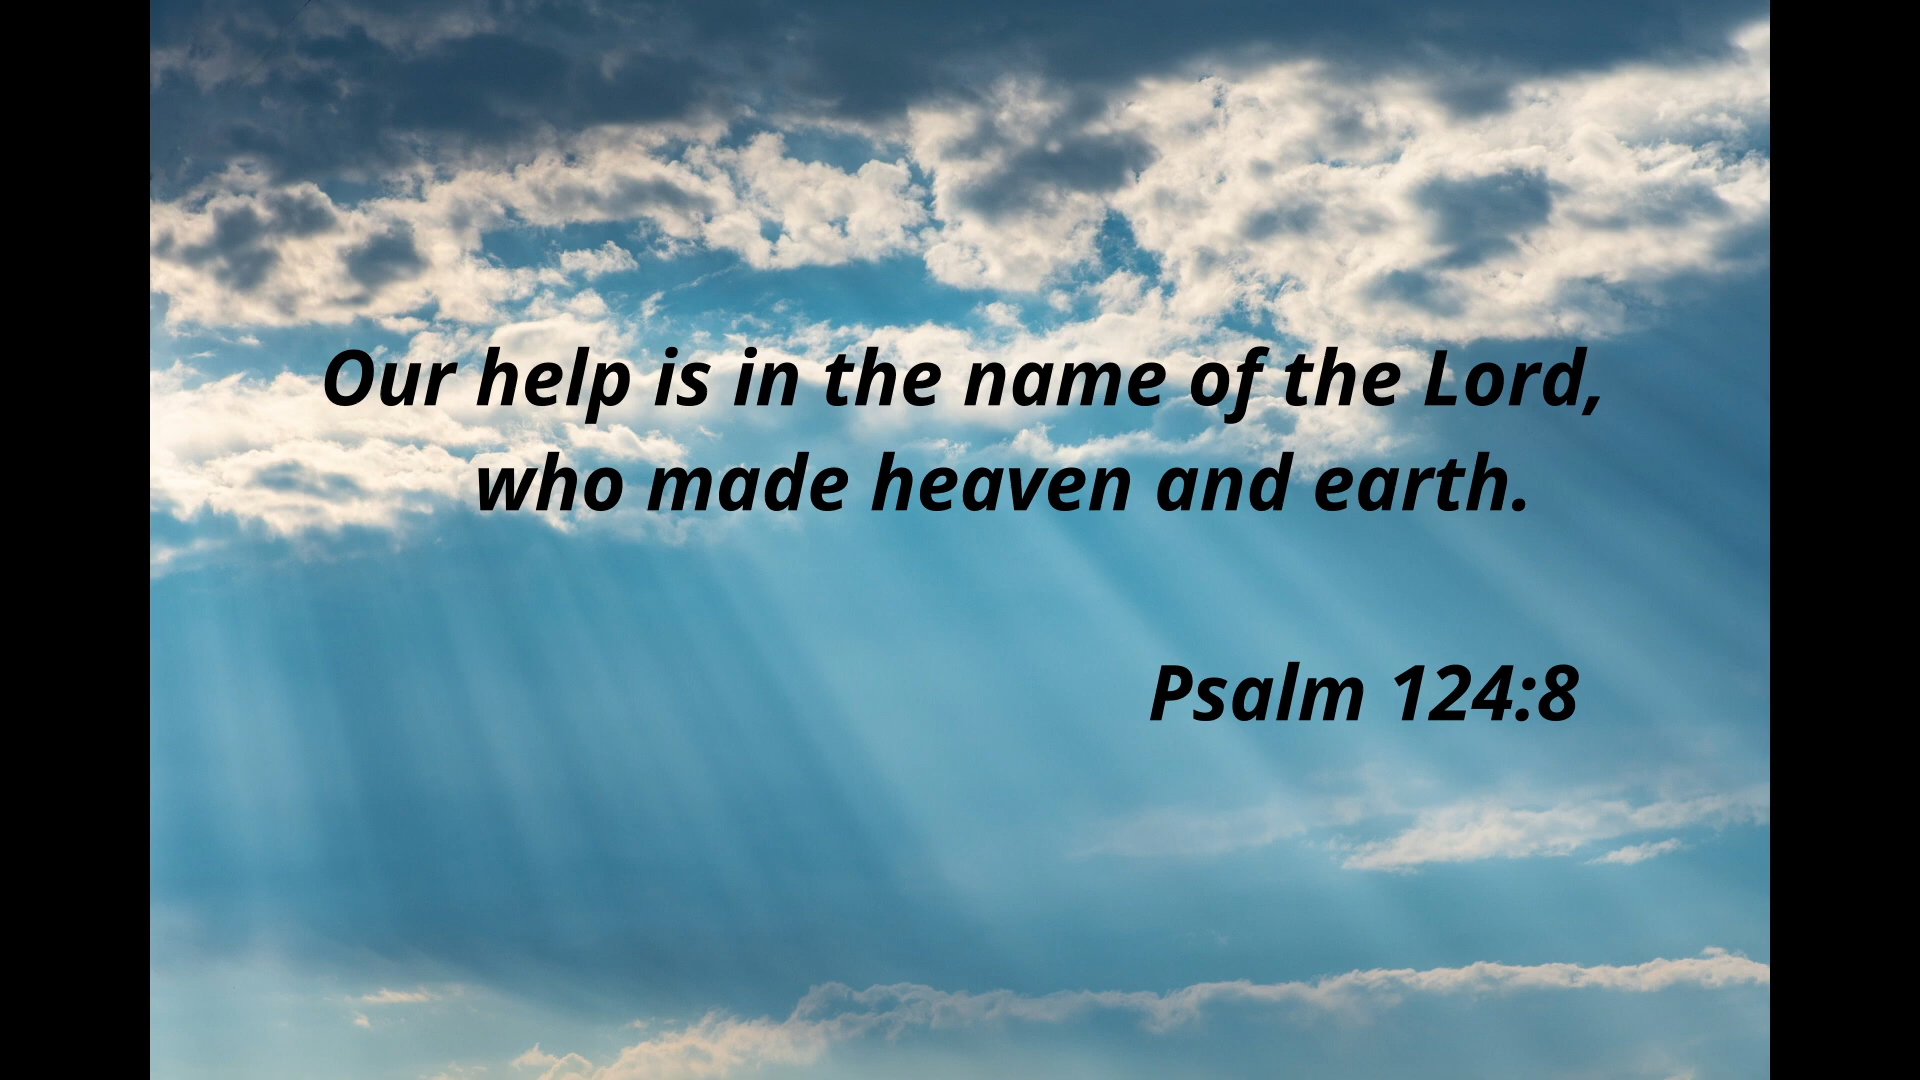 Our help is in the name of the Lord,
who made heaven and earth.
Psalm 124:8